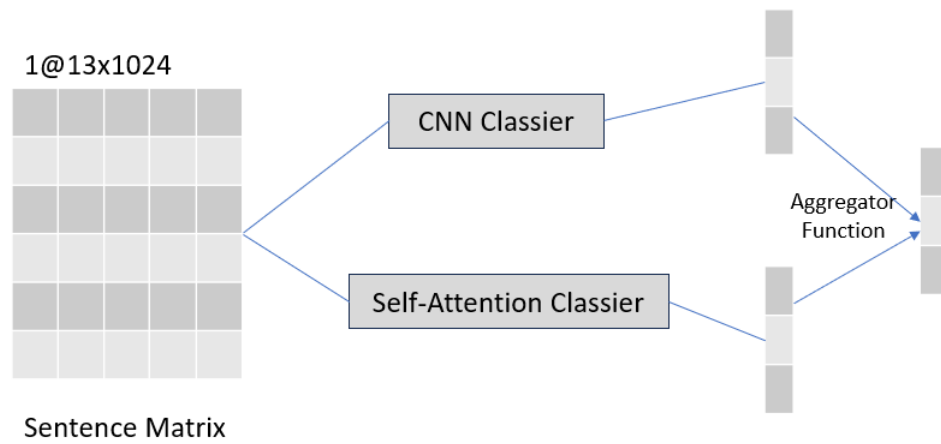 1@13x1024
CNN Classier
Aggregator
Function
Self-Attention Classier
Sentence Matrix